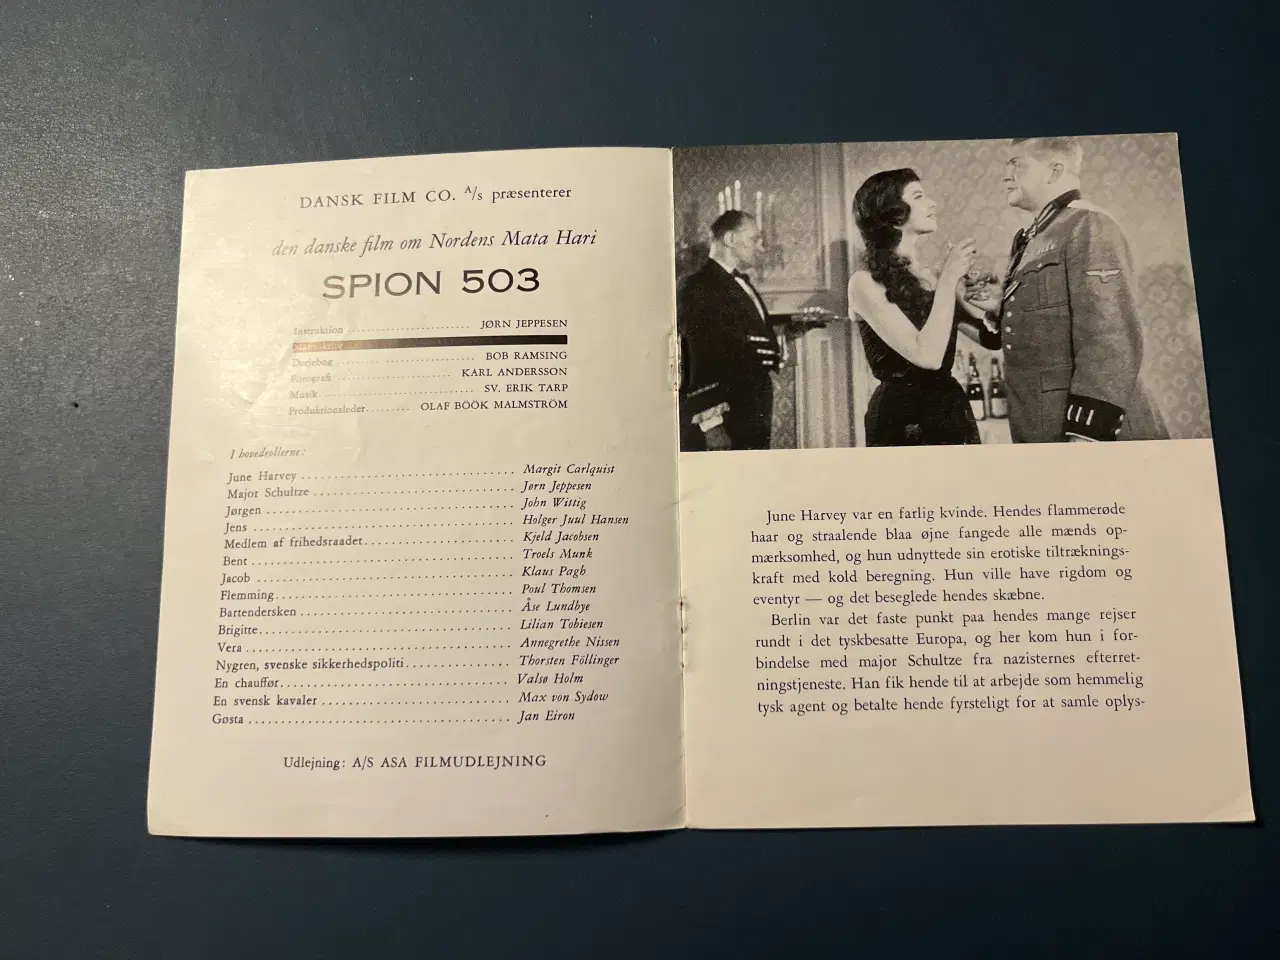 DANSK FILM CO. A/s præsenterer
den danske film om Nordens Mata Hari
SPION 503
Instruktion ........................ JØRN JEPPESEN
Manuskript
Drejebog ........................ BOB RAMSING
Fotografi ........................ KARL ANDERSSON
Musik ........................ SV. ERIK TARP
Produktionsleder......... OLAF BÖÖK MALMSTRÖM
I hovedrollerne:
June Harvey ........................ Margit Carlquist
Major Schultze ........................ Jørn Jeppesen
Jørgen ........................ John Wittig
Jens ........................ Holger Juul Hansen
Medlem af frihedsraadet........................ Kjeld Jacobsen
Bent ........................ Troels Munk
Jacob ........................ Klaus Pagh
Flemming........................ Poul Thomsen
Bartendersken ........................ Åse Lundbye
Brigitte........................ Lilian Tobiesen
Vera ........................ Annegrethe Nissen
Nygren, svenske sikkerhedspoliti............... Thorsten Föllinger
En chauffør........................ Valsø Holm
En svensk kavaler ........................ Max von Sydow
Gøsta ........................ Jan Eiron
Udlejning: A/S ASA FILMUDLEJNING
June Harvey var en farlig kvinde. Hendes flammerøde
haar og straalende blaa øjne fangede alle mænds op-
mærksomhed, og hun udnyttede sin erotiske tiltræknings-
kraft med kold beregning. Hun ville have rigdom og
eventyr — og det beseglede hendes skæbne.
Berlin var det faste punkt paa hendes mange rejser
rundt i det tyskbesatte Europa, og her kom hun i for-
bindelse med major Schultze fra nazisternes efterret-
ningstjeneste. Han fik hende til at arbejde som hemmelig
tysk agent og betalte hende fyrsteligt for at samle oplys-